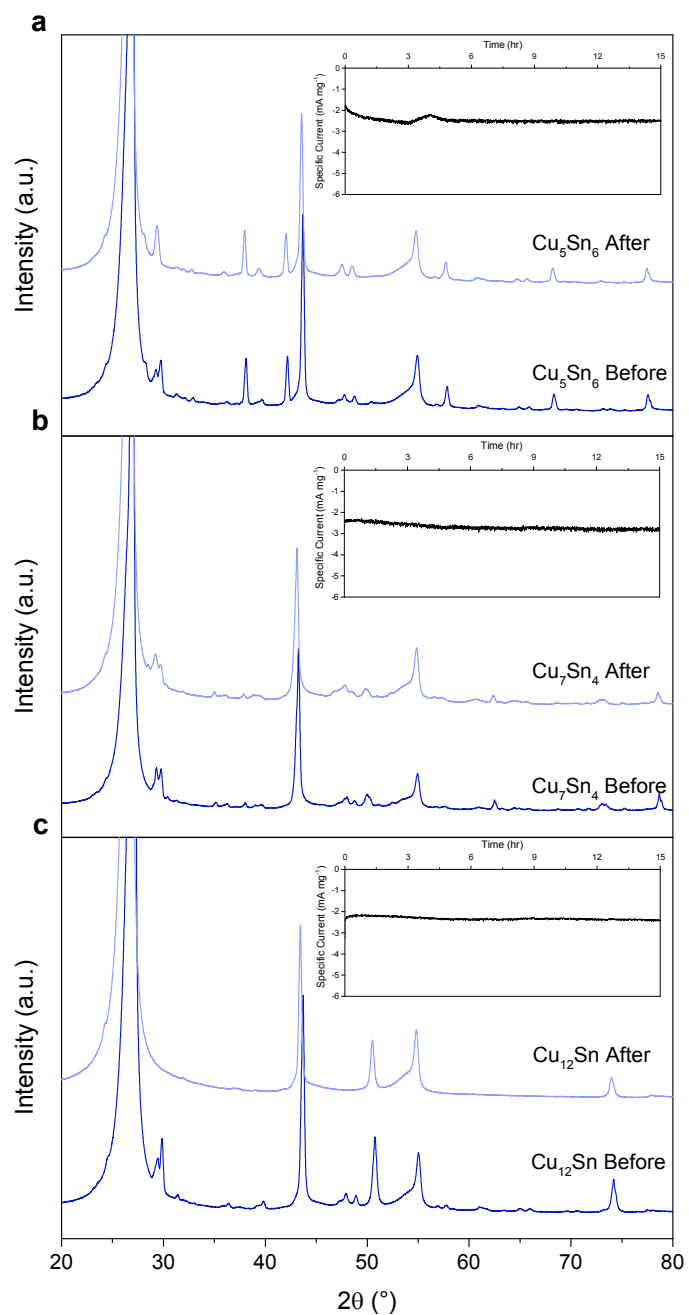 a
Time (hr)
0 3 6 9 12 15
0
-1
-2
-3
-4
-5
-6
Specific Current (mA mg⁻¹)
Intensity (a.u.)
Cu₅Sn₆ After
Cu₅Sn₆ Before
b
Time (hr)
0 3 6 9 12 15
0
-1
-2
-3
-4
-5
-6
Specific Current (mA mg⁻¹)
Intensity (a.u.)
Cu₇Sn₄ After
Cu₇Sn₄ Before
c
Time (hr)
0 3 6 9 12 15
0
-1
-2
-3
-4
-5
-6
Specific Current (mA mg⁻¹)
Intensity (a.u.)
Cu₁₂Sn After
Cu₁₂Sn Before
20 30 40 50 60 70 80
2θ (°)